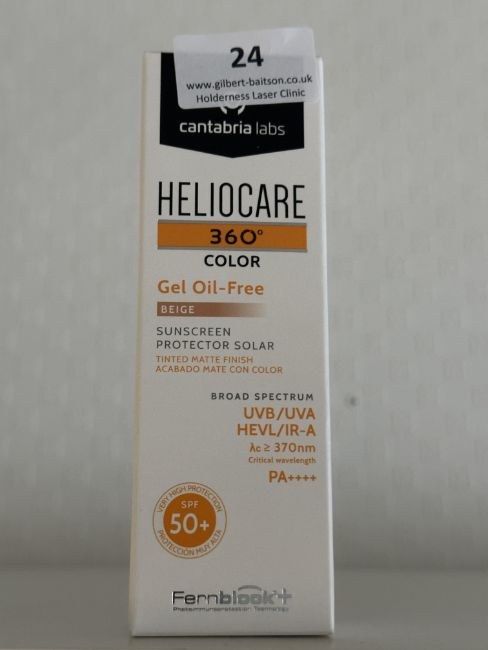 24
www.gilbert-baitson.co.uk
Holderness Laser Clinic
cantabria labs
HELIOCARE
360°
COLOR
Gel Oil-Free
BEIGE
SUNSCREEN
PROTECTOR SOLAR
TINTED MATTE FINISH
ACABADO MATE CON COLOR
BROAD SPECTRUM
UVB/UVA
HEVL/IR-A
λc ≥ 370nm
Critical wavelength
PA++++
VERY HIGH PROTECTION
SPF
50+
PROTECCIÓN MUY ALTA
Fernblock+
Photoimmunoprotection Technology